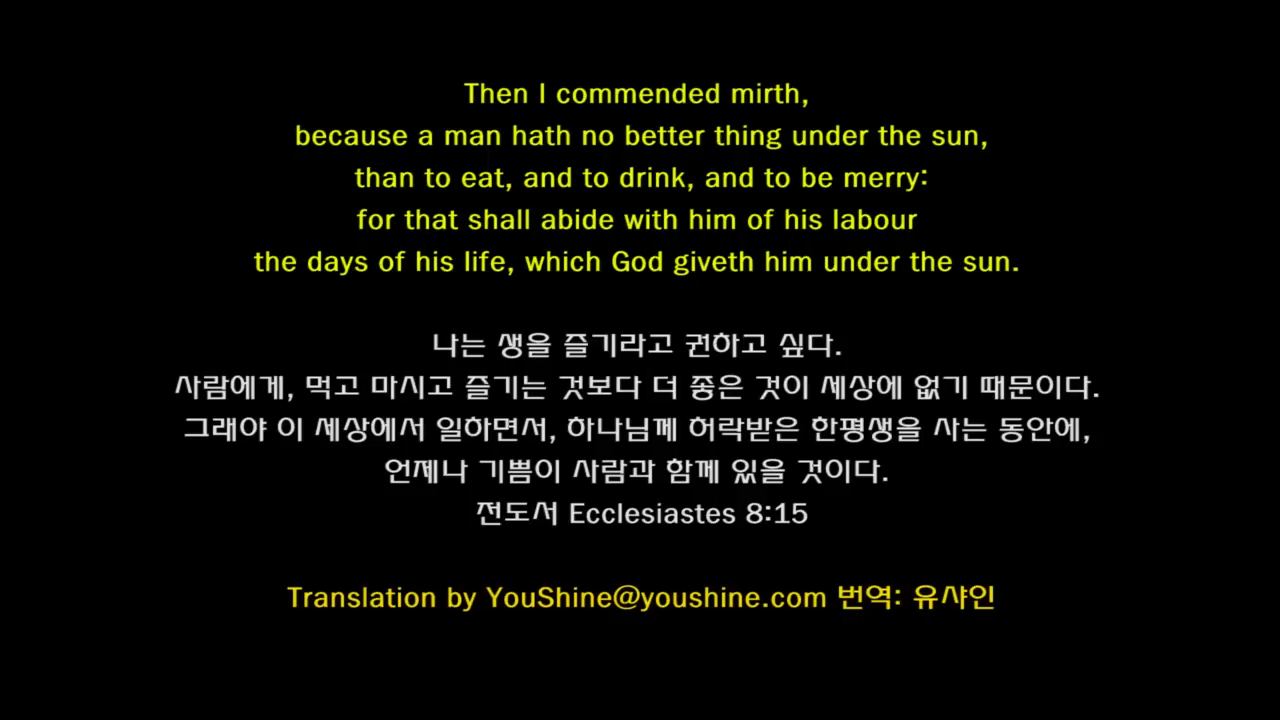 Then I commended mirth,
because a man hath no better thing under the sun,
than to eat, and to drink, and to be merry:
for that shall abide with him of his labour
the days of his life, which God giveth him under the sun.
나는 생을 즐기라고 권하고 싶다.
사람에게, 먹고 마시고 즐기는 것보다 더 좋은 것이 세상에 없기 때문이다.
그래야 이 세상에서 일하면서, 하나님께 허락받은 한평생을 사는 동안에,
언제나 기쁨이 사람과 함께 있을 것이다.
전도서 Ecclesiastes 8:15
Translation by YouShine@youshine.com 번역: 유샤인